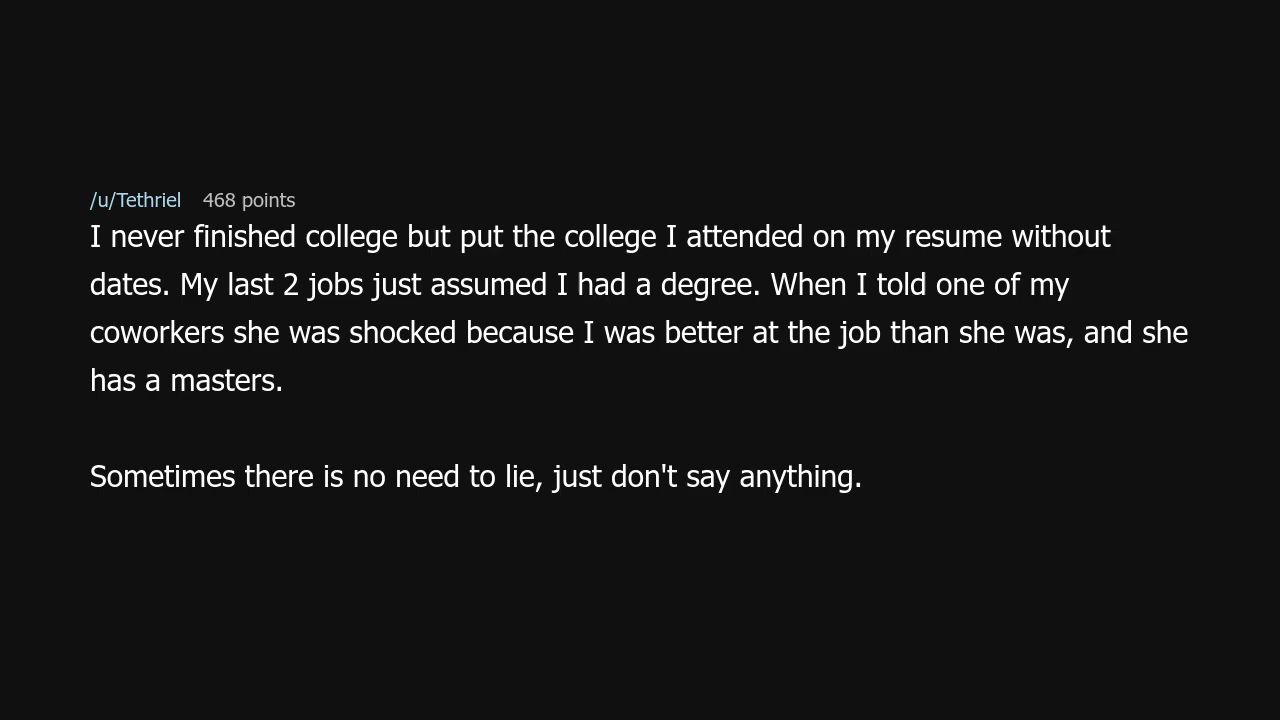 /u/Tethriel 468 points
I never finished college but put the college I attended on my resume without
dates. My last 2 jobs just assumed I had a degree. When I told one of my
coworkers she was shocked because I was better at the job than she was, and she
has a masters.
Sometimes there is no need to lie, just don't say anything.